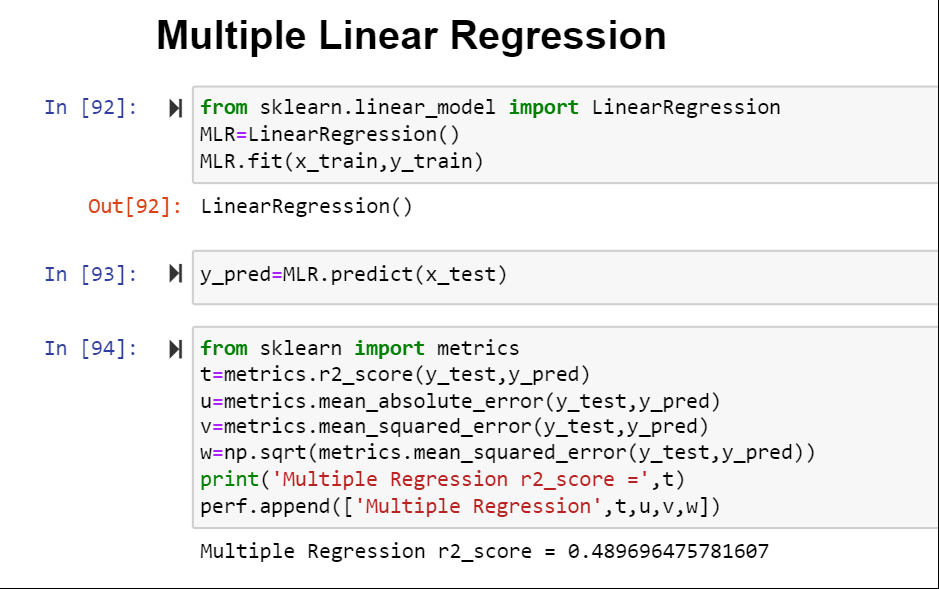 Multiple Linear Regression
In [92]:
from sklearn.linear_model import LinearRegression
MLR=LinearRegression()
MLR.fit(x_train,y_train)
Out[92]: LinearRegression()
In [93]:
y_pred=MLR.predict(x_test)
In [94]:
from sklearn import metrics
t=metrics.r2_score(y_test,y_pred)
u=metrics.mean_absolute_error(y_test,y_pred)
v=metrics.mean_squared_error(y_test,y_pred)
w=np.sqrt(metrics.mean_squared_error(y_test,y_pred))
print('Multiple Regression r2_score =',t)
perf.append(['Multiple Regression',t,u,v,w])
Multiple Regression r2_score = 0.489696475781607